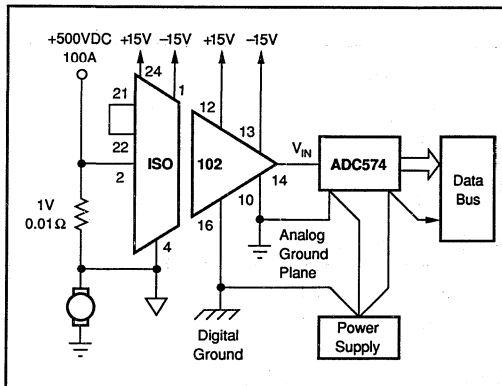 +500VDC
100A
+15V
–15V
+15V
–15V
24
1
21
22
2
ISO
4
12
13
102
14
10
16
V_IN
ADC574
Data
Bus
1V
0.01Ω
Analog
Ground
Plane
Digital
Ground
Power
Supply